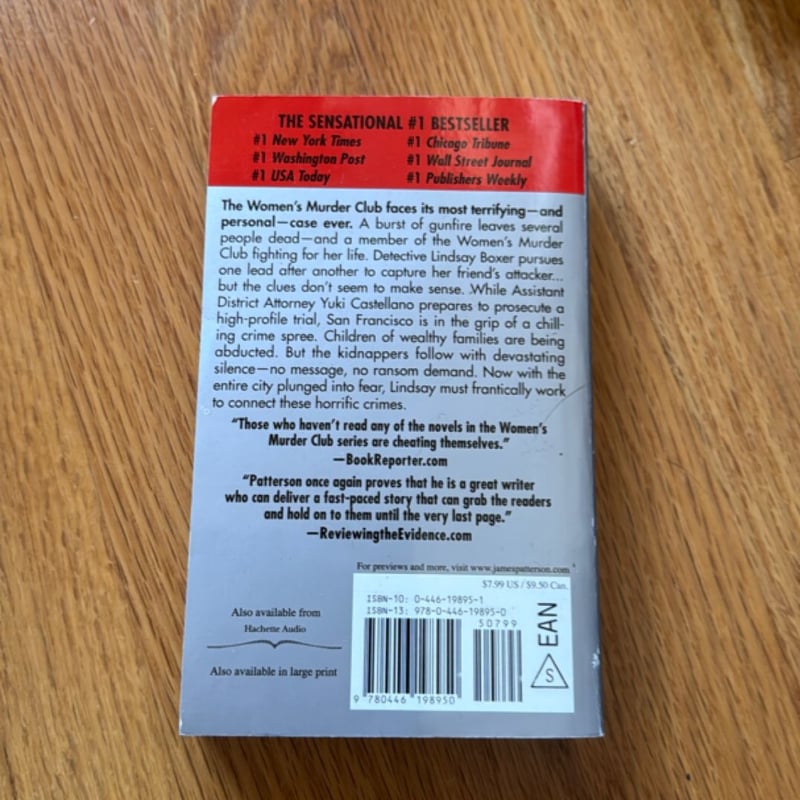 THE SENSATIONAL #1 BESTSELLER
#1 New York Times #1 Chicago Tribune
#1 Washington Post #1 Wall Street Journal
#1 USA Today #1 Publishers Weekly
The Women's Murder Club faces its most terrifying—and
personal—case ever. A burst of gunfire leaves several
people dead—and a member of the Women's Murder
Club fighting for her life. Detective Lindsay Boxer pursues
one lead after another to capture her friend's attacker...
but the clues don't seem to make sense. While Assistant
District Attorney Yuki Castellano prepares to prosecute a
high-profile trial, San Francisco is in the grip of a chill-
ing crime spree. Children of wealthy families are being
abducted. But the kidnappers follow with devastating
silence—no message, no ransom demand. Now with the
entire city plunged into fear, Lindsay must frantically work
to connect these horrific crimes.
"Those who haven't read any of the novels in the Women's
Murder Club series are cheating themselves."
—BookReporter.com
"Patterson once again proves that he is a great writer
who can deliver a fast-paced story that can grab the readers
and hold on to them until the very last page."
—ReviewingtheEvidence.com
For previews and more, visit www.jamespatterson.com
$7.99 US / $9.50 Can.
ISBN-10: 0-446-19895-1
ISBN-13: 978-0-446-19895-0
50799
EAN
S
9 780446 198950
Also available from
Hachette Audio
Also available in large print